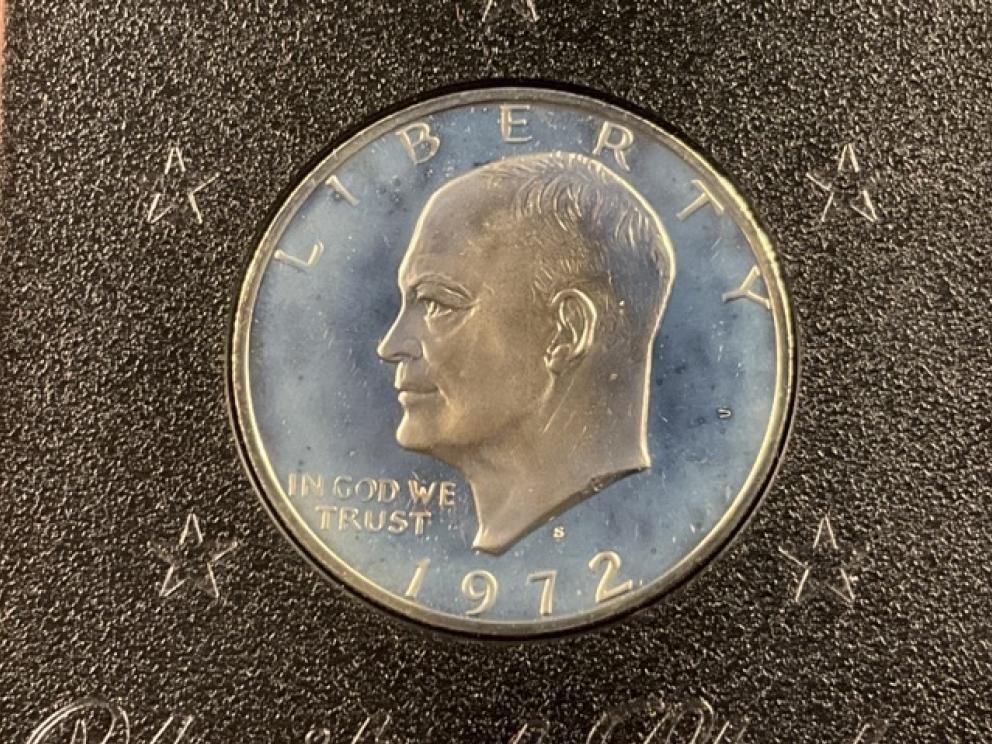 LIBERTY
IN GOD WE
TRUST
S
1972